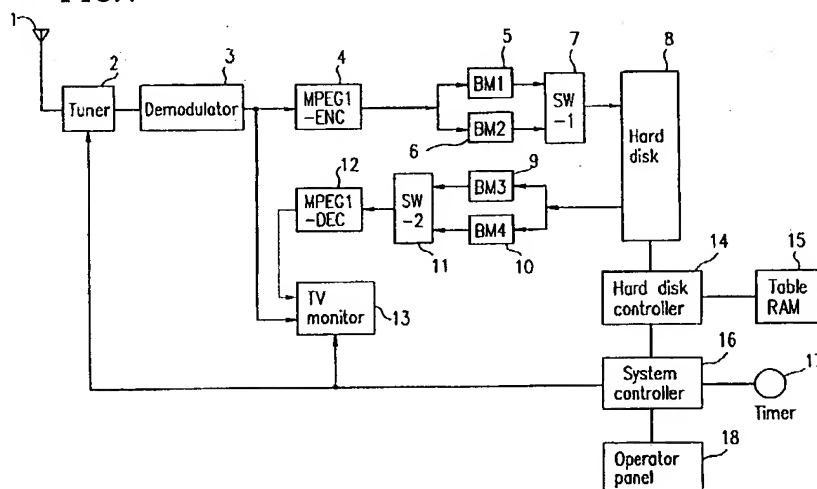 1
2
Tuner
3
Demodulator
4
MPEG1
-ENC
5
BM1
6
BM2
7
SW
-1
8
Hard
disk
9
BM3
10
BM4
11
SW
-2
12
MPEG1
-DEC
13
TV
monitor
14
Hard disk
controller
15
Table
RAM
16
System
controller
17
Timer
18
Operator
panel